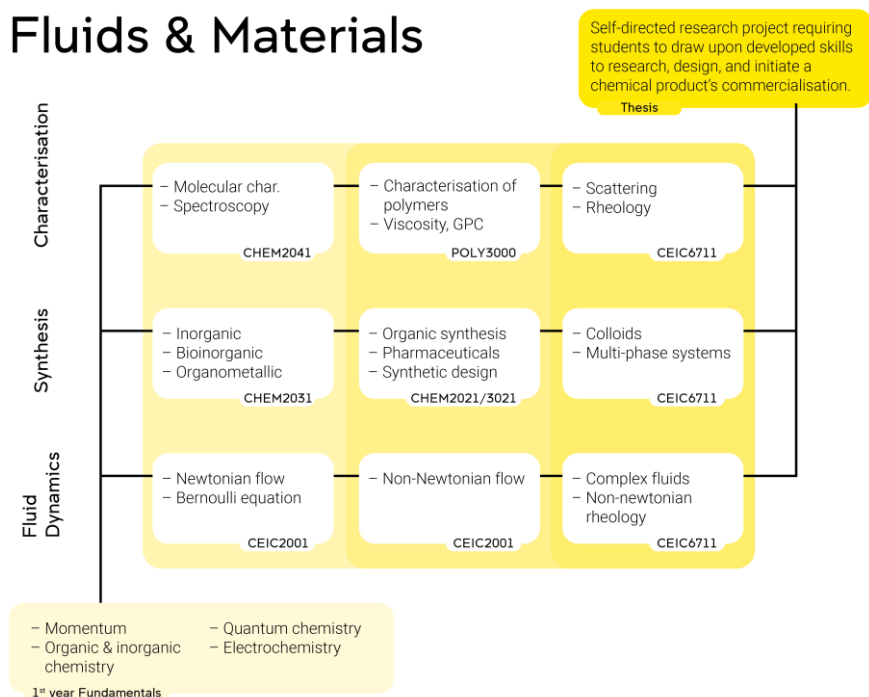 Fluids & Materials
Self-directed research project requiring
students to draw upon developed skills
to research, design, and initiate a
chemical product's commercialisation.
Thesis
Characterisation
– Molecular char.
– Spectroscopy
CHEM2041
– Characterisation of
polymers
– Viscosity, GPC
POLY3000
– Scattering
– Rheology
CEIC6711
Synthesis
– Inorganic
– Bioinorganic
– Organometallic
CHEM2031
– Organic synthesis
– Pharmaceuticals
– Synthetic design
CHEM2021/3021
– Colloids
– Multi-phase systems
CEIC6711
Fluid
Dynamics
– Newtonian flow
– Bernoulli equation
CEIC2001
– Non-Newtonian flow
CEIC2001
– Complex fluids
– Non-newtonian
rheology
CEIC6711
– Momentum
– Organic & inorganic
chemistry
– Quantum chemistry
– Electrochemistry
1st year Fundamentals